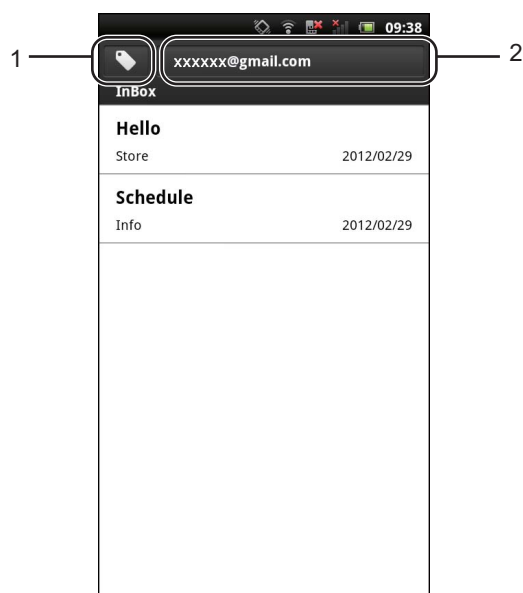 09:38
1
xxxxxx@gmail.com
2
InBox
Hello
Store 2012/02/29
Schedule
Info 2012/02/29